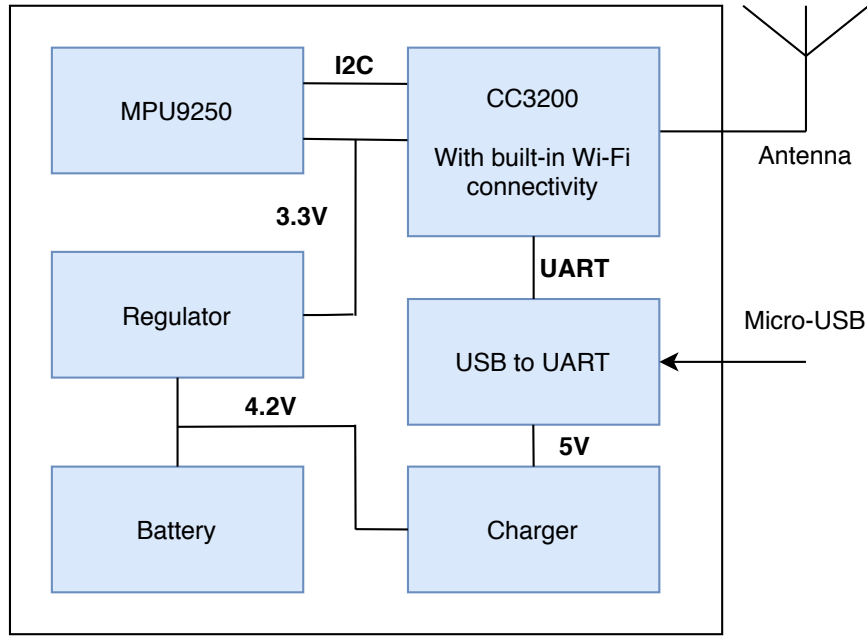 I2C
MPU9250
CC3200
With built-in Wi-Fi
connectivity
Antenna
3.3V
UART
Regulator
Micro-USB
USB to UART
4.2V
5V
Battery
Charger